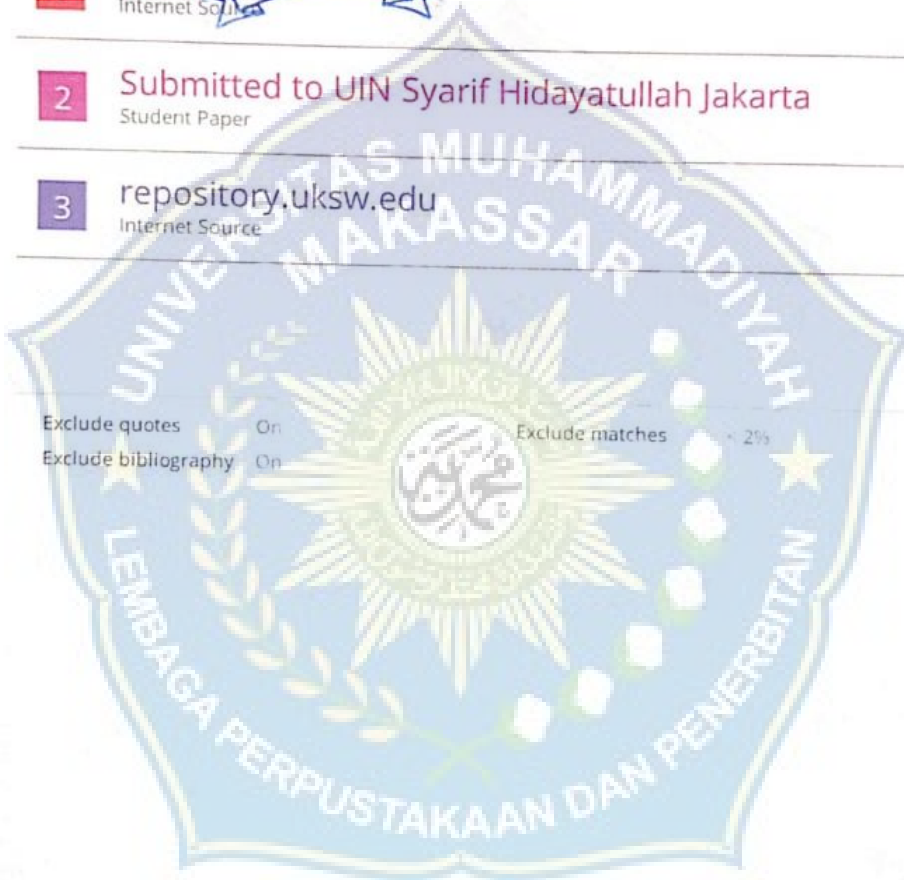 Internet Source
2 Submitted to UIN Syarif Hidayatullah Jakarta
Student Paper
3 repository.uksw.edu
Internet Source
Exclude quotes On
Exclude bibliography On
Exclude matches < 2%
UNIVERSITAS MUHAMMADIYAH
MAKASSAR
محمدية
LEMBAGA PERPUSTAKAAN DAN PENERBITAN